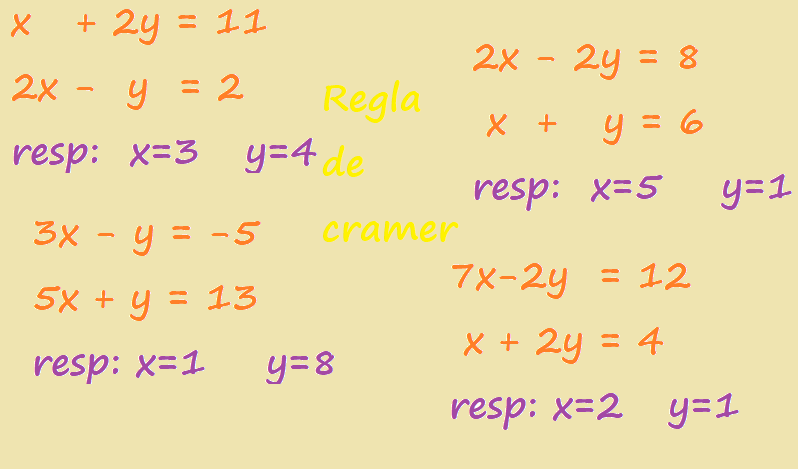 x + 2y = 11
2x - y = 2
resp: x=3 y=4
3x - y = -5
5x + y = 13
resp: x=1 y=8
Regla
de
cramer
2x - 2y = 8
x + y = 6
resp: x=5 y=1
7x-2y = 12
x + 2y = 4
resp: x=2 y=1